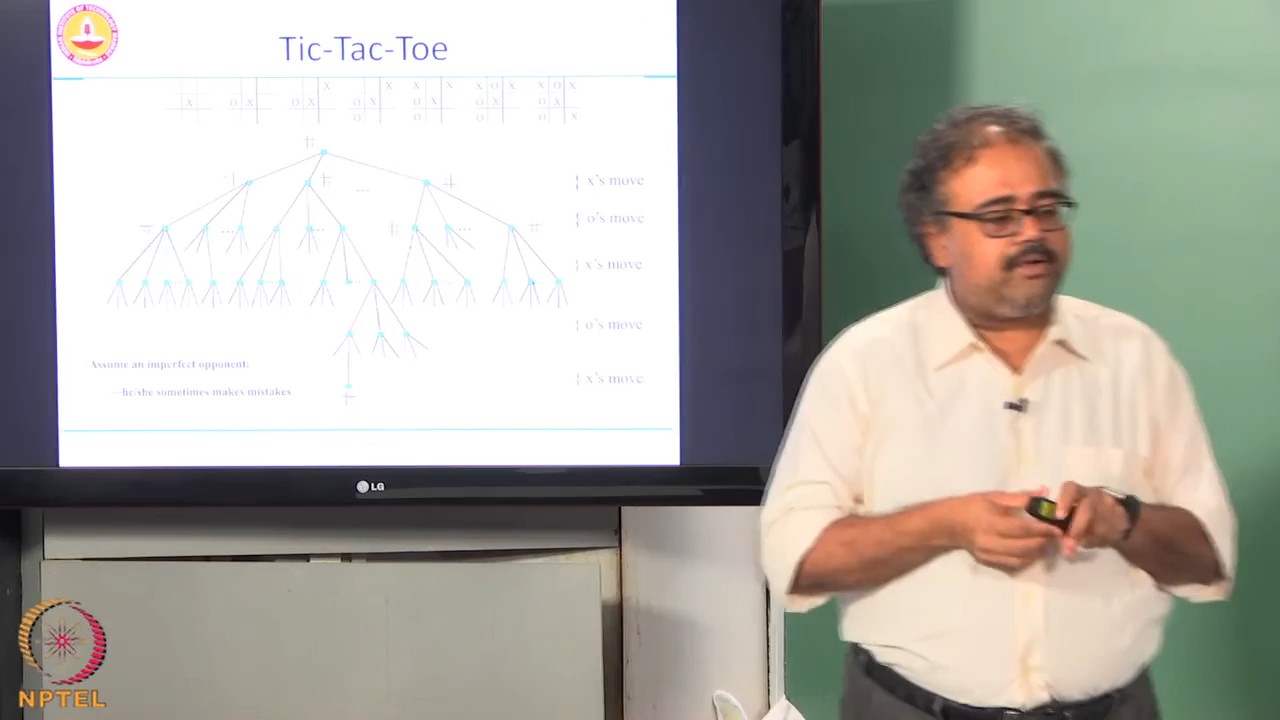 Tic-Tac-Toe
} x's move
} o's move
} x's move
} o's move
} x's move
Assume an imperfect opponent:
—he/she sometimes makes mistakes
LG
NPTEL